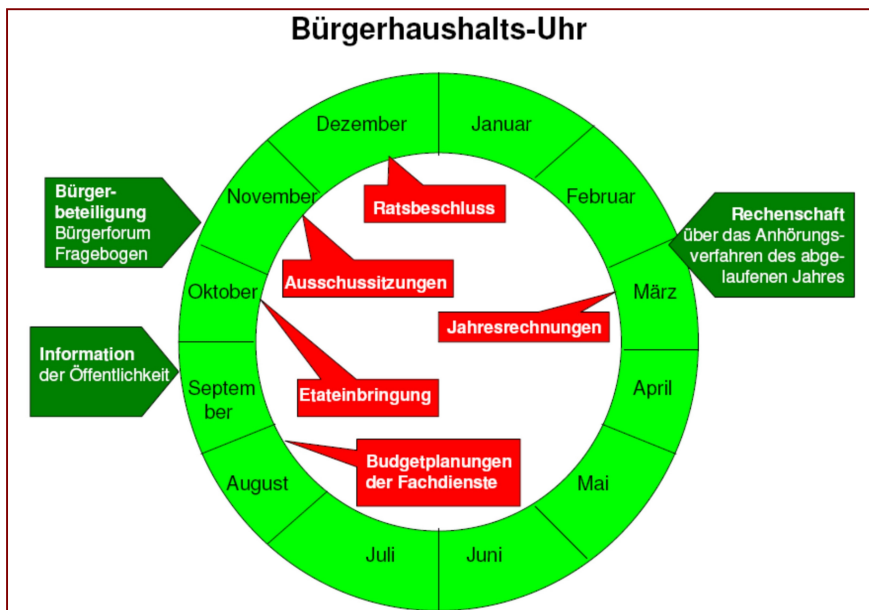 Bürgerhaushalts-Uhr
Dezember
Januar
November
Februar
Oktober
März
Septem
ber
April
August
Mai
Juli
Juni
Bürger-
beteiligung
Bürgerforum
Fragebogen
Information
der Öffentlichkeit
Rechenschaft
über das Anhörungs-
verfahren des abge-
laufenen Jahres
Ratsbeschluss
Ausschussitzungen
Jahresrechnungen
Etateinbringung
Budgetplanungen
der Fachdienste